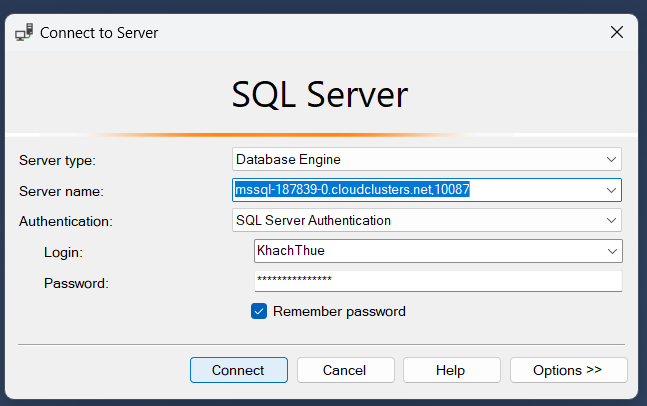 Connect to Server
SQL Server
Server type: Database Engine
Server name: mssql-187839-0.cloudclusters.net,10087
Authentication: SQL Server Authentication
Login: KhachThue
Password: ***************
Remember password
Connect Cancel Help Options >>